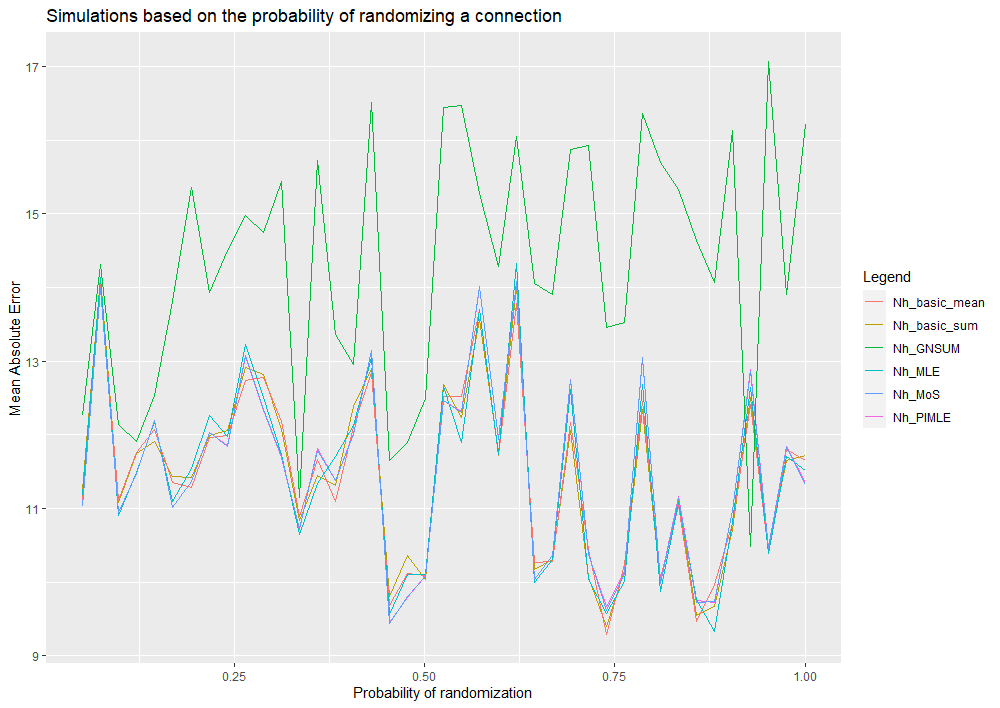 Simulations based on the probability of randomizing a connection
Mean Absolute Error
17
15
13
11
9
0.25
0.50
0.75
1.00
Probability of randomization
Legend
Nh_basic_mean
Nh_basic_sum
Nh_GNSUM
Nh_MLE
Nh_MoS
Nh_PIMLE